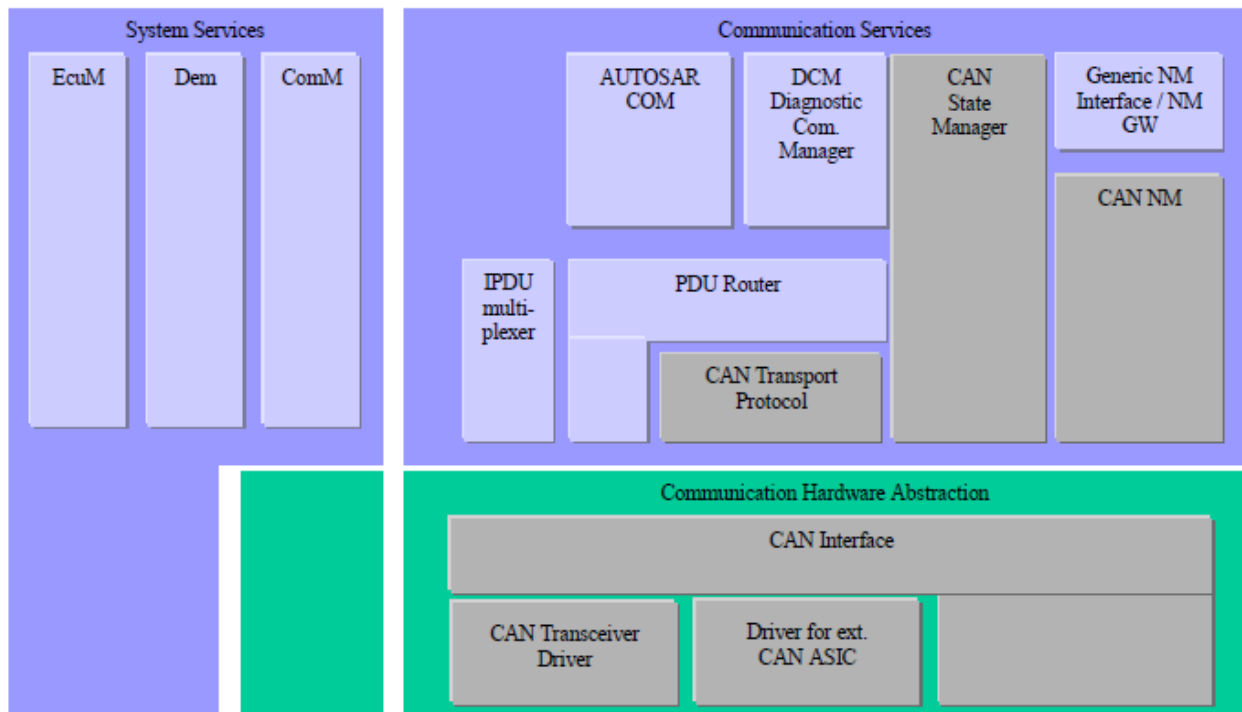 System Services
EcuM
Dem
ComM
Communication Services
AUTOSAR
COM
DCM
Diagnostic
Com.
Manager
CAN
State
Manager
Generic NM
Interface / NM
GW
CAN NM
IPDU
multi-
plexer
PDU Router
CAN Transport
Protocol
Communication Hardware Abstraction
CAN Interface
CAN Transceiver
Driver
Driver for ext.
CAN ASIC